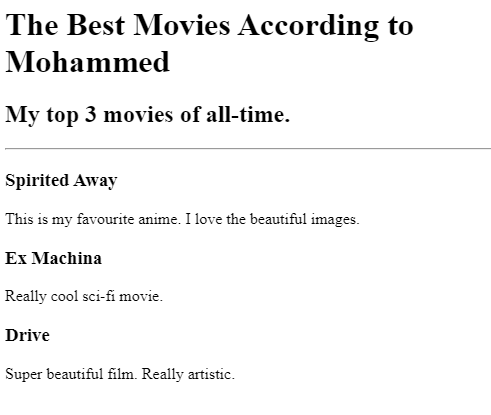 The Best Movies According to
Mohammed
My top 3 movies of all-time.
Spirited Away
This is my favourite anime. I love the beautiful images.
Ex Machina
Really cool sci-fi movie.
Drive
Super beautiful film. Really artistic.